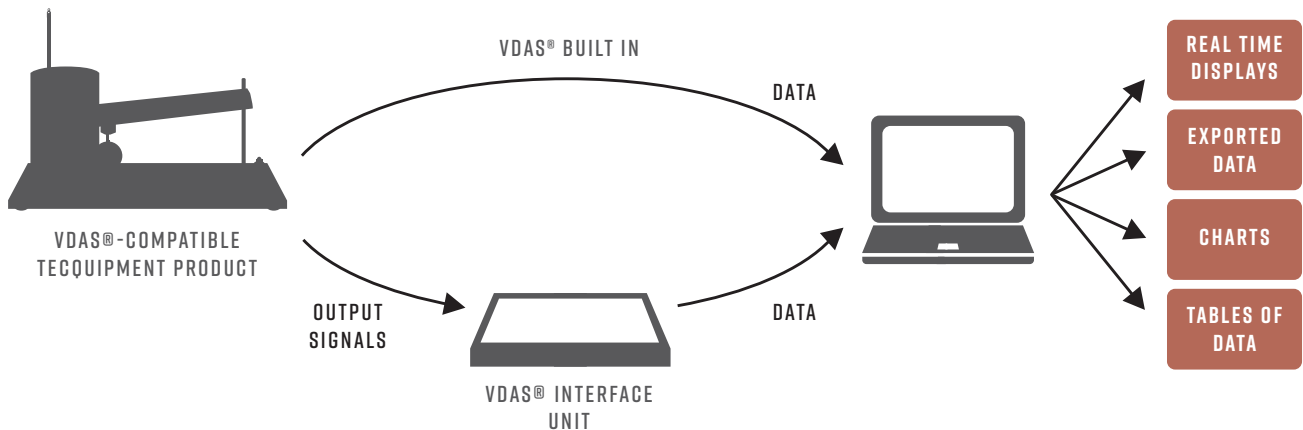 VDAS® BUILT IN
DATA
REAL TIME
DISPLAYS
EXPORTED
DATA
CHARTS
TABLES OF
DATA
VDAS®-COMPATIBLE
TECQUIPMENT PRODUCT
OUTPUT
SIGNALS
DATA
VDAS® INTERFACE
UNIT